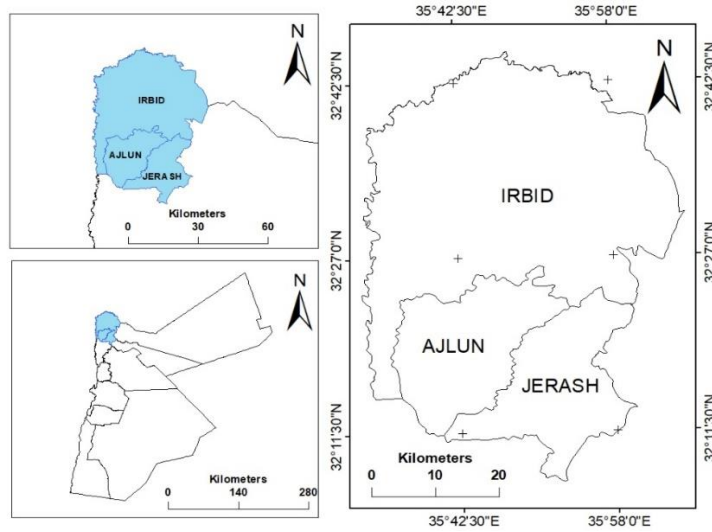 N
IRBID
AJLUN
JERASH
Kilometers
0 30 60
N
Kilometers
0 140 280
35°42'30"E 35°58'0"E
N
32°42'30"N 32°42'30"N
IRBID
32°27'0"N 32°27'0"N
AJLUN
JERASH
32°11'30"N 32°11'30"N
Kilometers
0 10 20
35°42'30"E 35°58'0"E